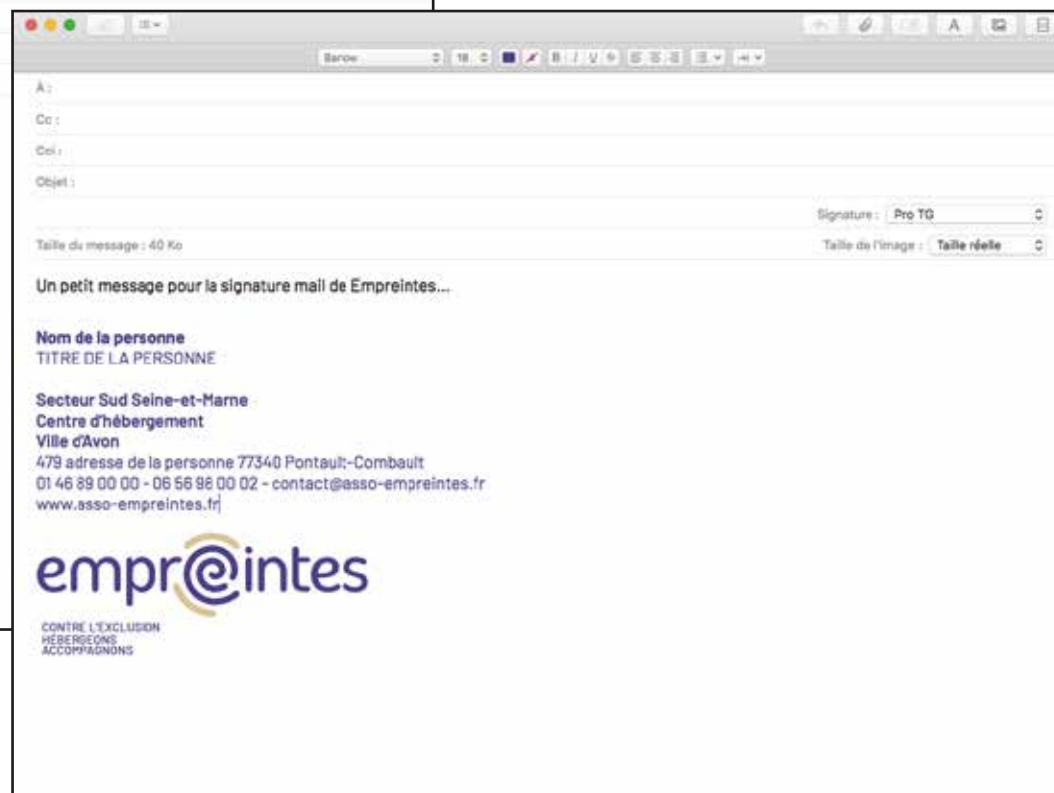 Barlow
18
B I U S
A
À :
Cc :
Cci :
Objet :
Signature : Pro TG
Taille du message : 40 Ko
Taille de l'image : Taille réelle
Un petit message pour la signature mail de Empreintes...
Nom de la personne
TITRE DE LA PERSONNE
Secteur Sud Seine-et-Marne
Centre d'hébergement
Ville d'Avon
479 adresse de la personne 77340 Pontault-Combault
01 46 89 00 00 - 06 56 98 00 02 - contact@asso-empreintes.fr
www.asso-empreintes.fr
empreintes
CONTRE L'EXCLUSION
HÉBERGEONS
ACCOMPAGNONS